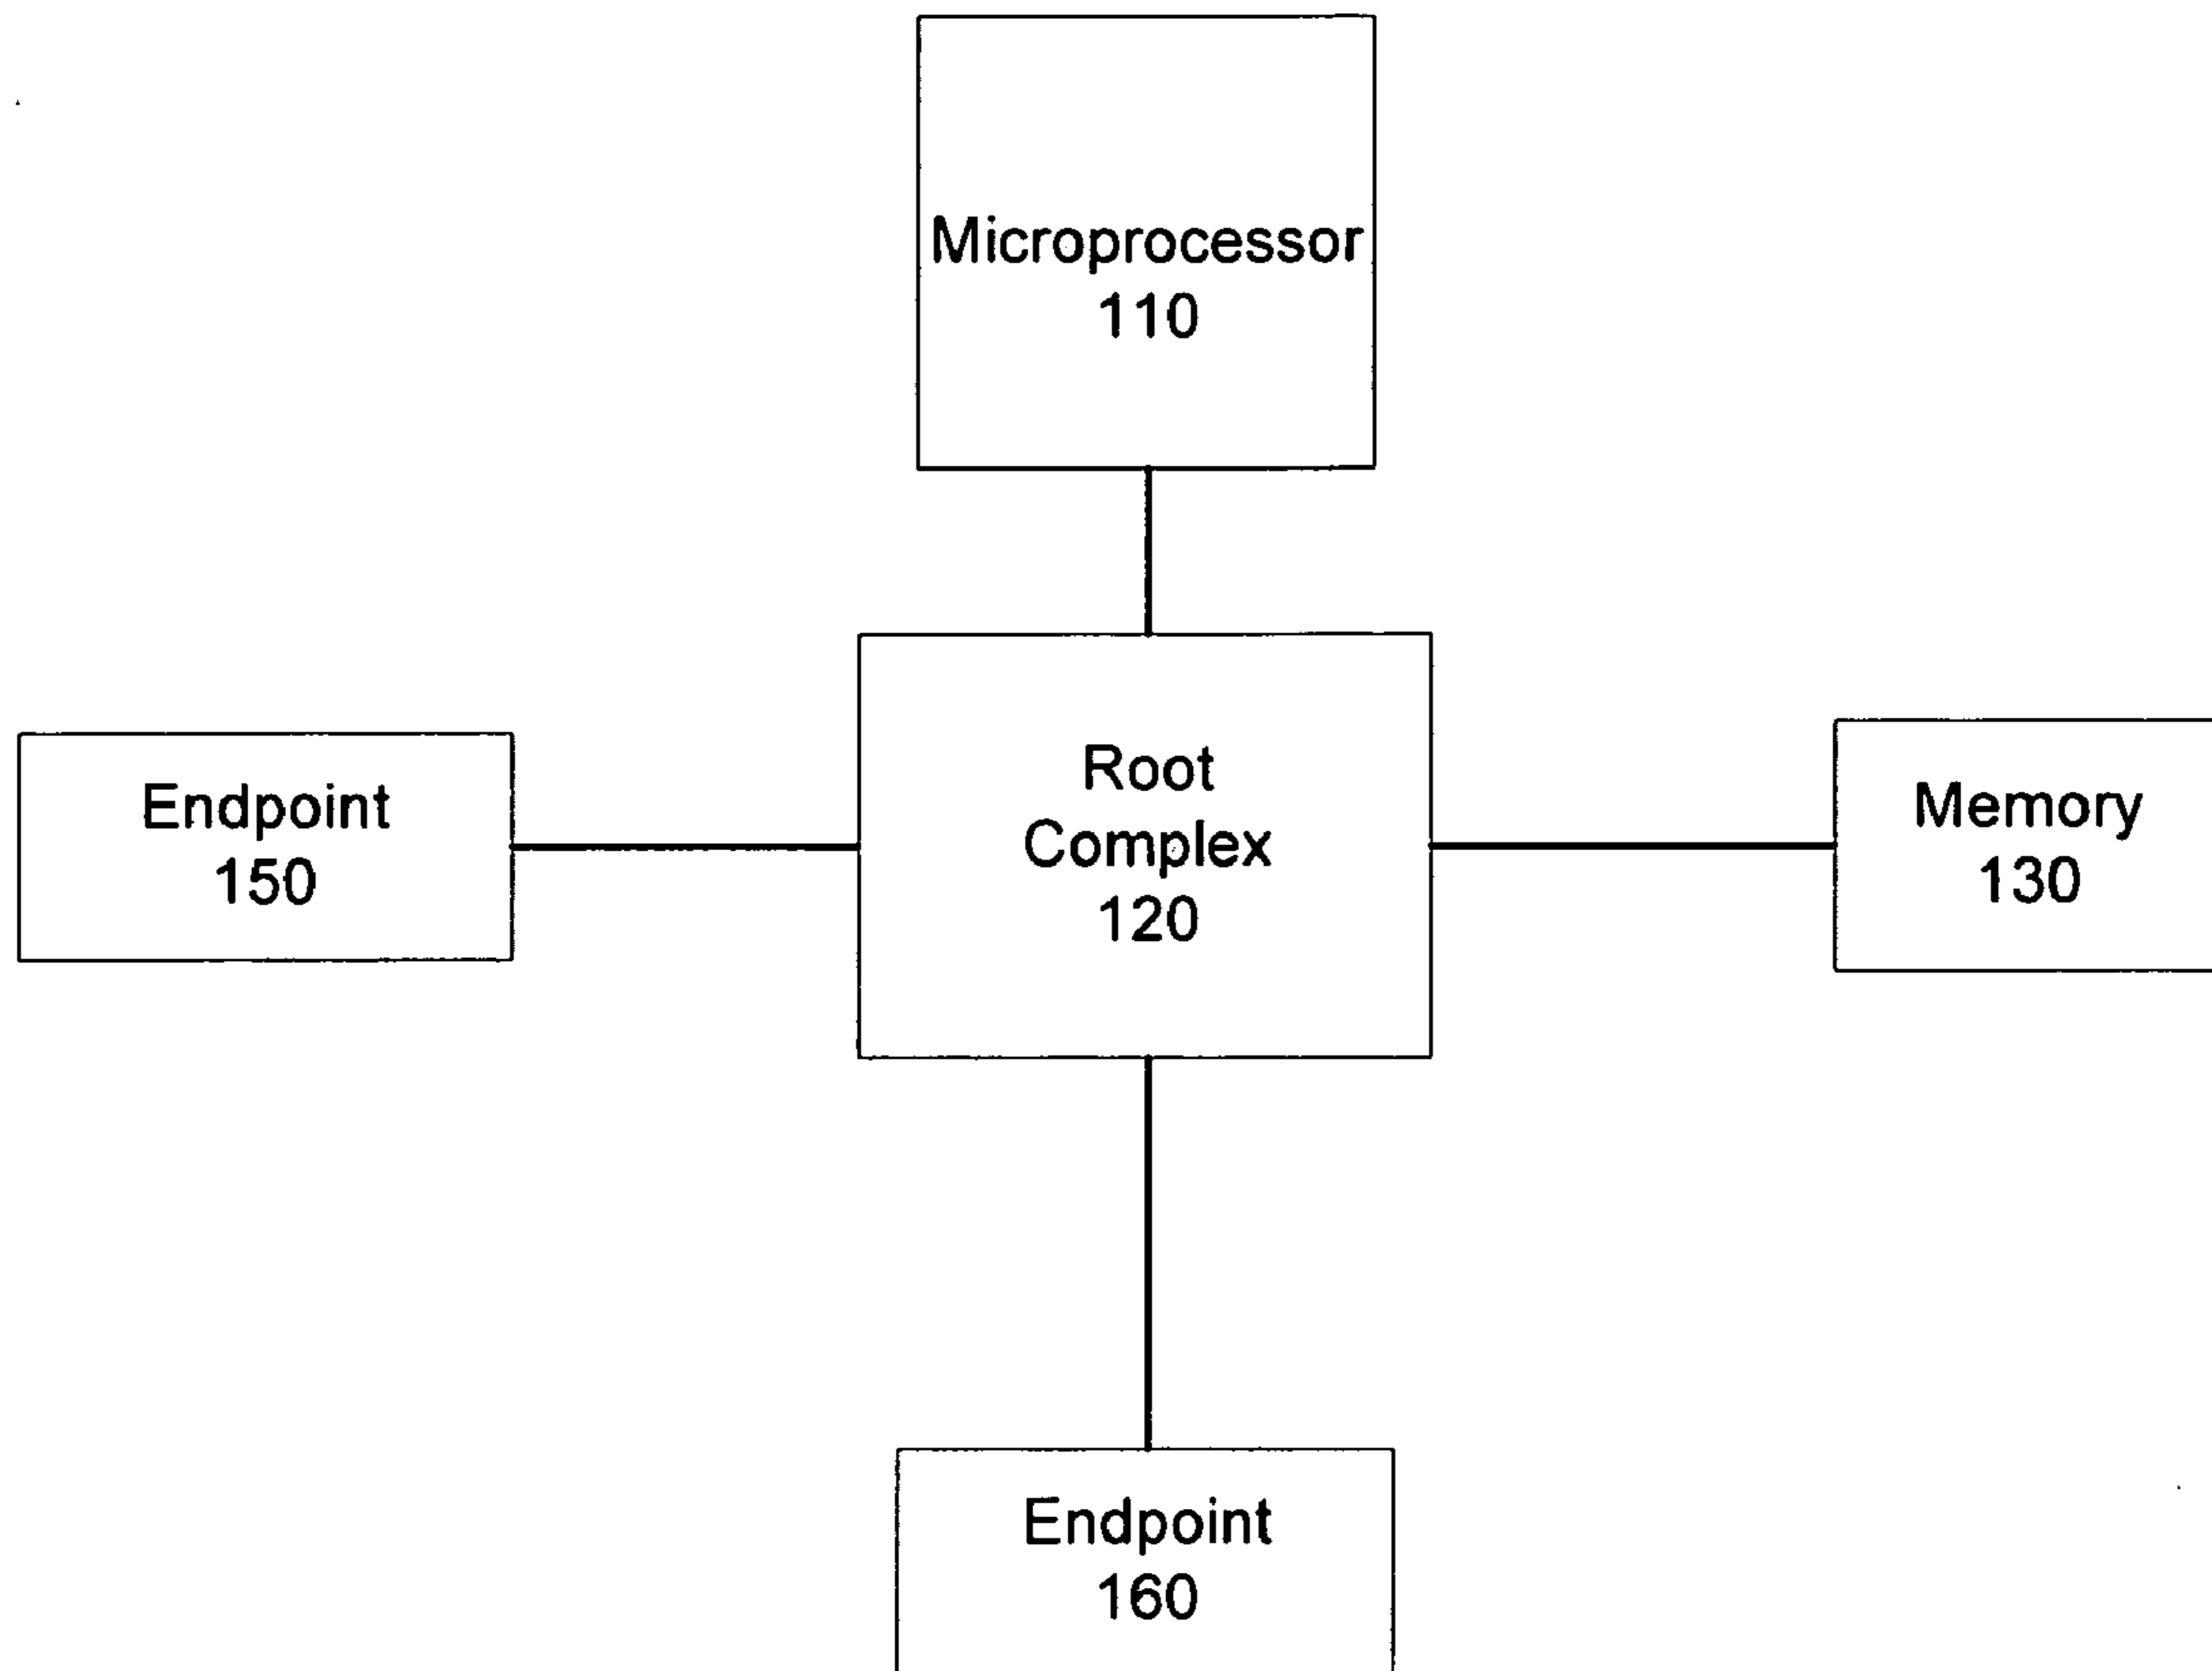 Microprocessor
110
Root
Complex
120
Endpoint
150
Memory
130
Endpoint
160